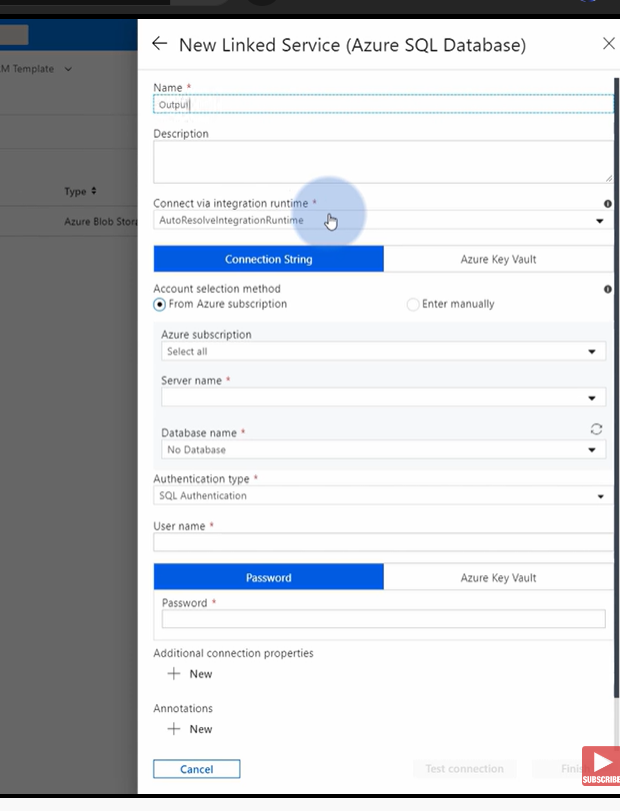 New Linked Service (Azure SQL Database)
M Template
Name *
Output
Description
Type
Connect via integration runtime *
Azure Blob Stora
AutoResolveIntegrationRuntime
Connection String
Azure Key Vault
Account selection method
From Azure subscription
Enter manually
Azure subscription
Select all
Server name *
Database name *
No Database
Authentication type *
SQL Authentication
User name *
Password
Azure Key Vault
Password *
Additional connection properties
New
Annotations
New
Cancel
Test connection
Finis
SUBSCRIBE